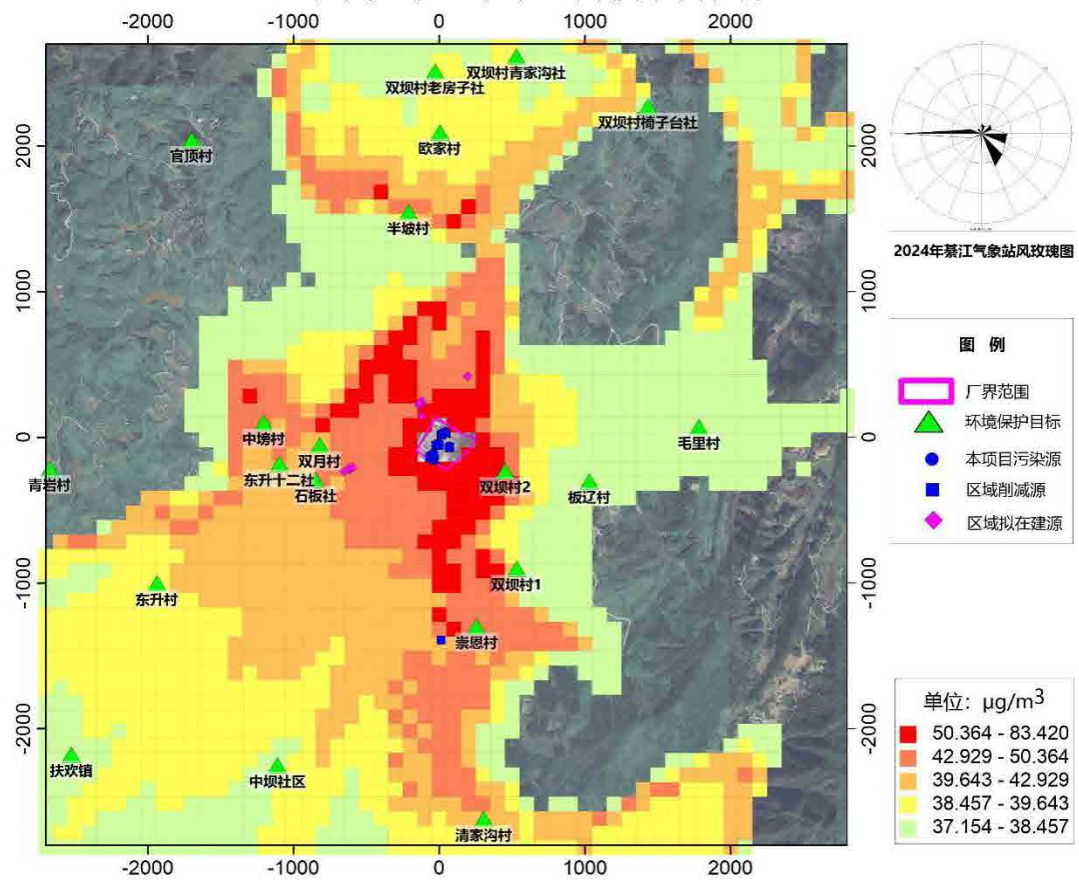 -2000 -1000 0 1000 2000
双坝村青家沟社
双坝村老房子社
双坝村椅子台社
欧家村
官顶村
半坡村
2000
1000
0
-1000
-2000
2000
1000
0
-1000
-2000
中塝村
双月村
东升十二社
石板社
青岩村
双坝村2
板辽村
毛里村
东升村
双坝村1
崇恩村
扶欢镇
中坝社区
清家沟村
-2000 -1000 0 1000 2000
2024年綦江气象站风玫瑰图
图 例
厂界范围
环境保护目标
本项目污染源
区域削减源
区域拟在建源
单位：μg/m³
50.364 - 83.420
42.929 - 50.364
39.643 - 42.929
38.457 - 39.643
37.154 - 38.457